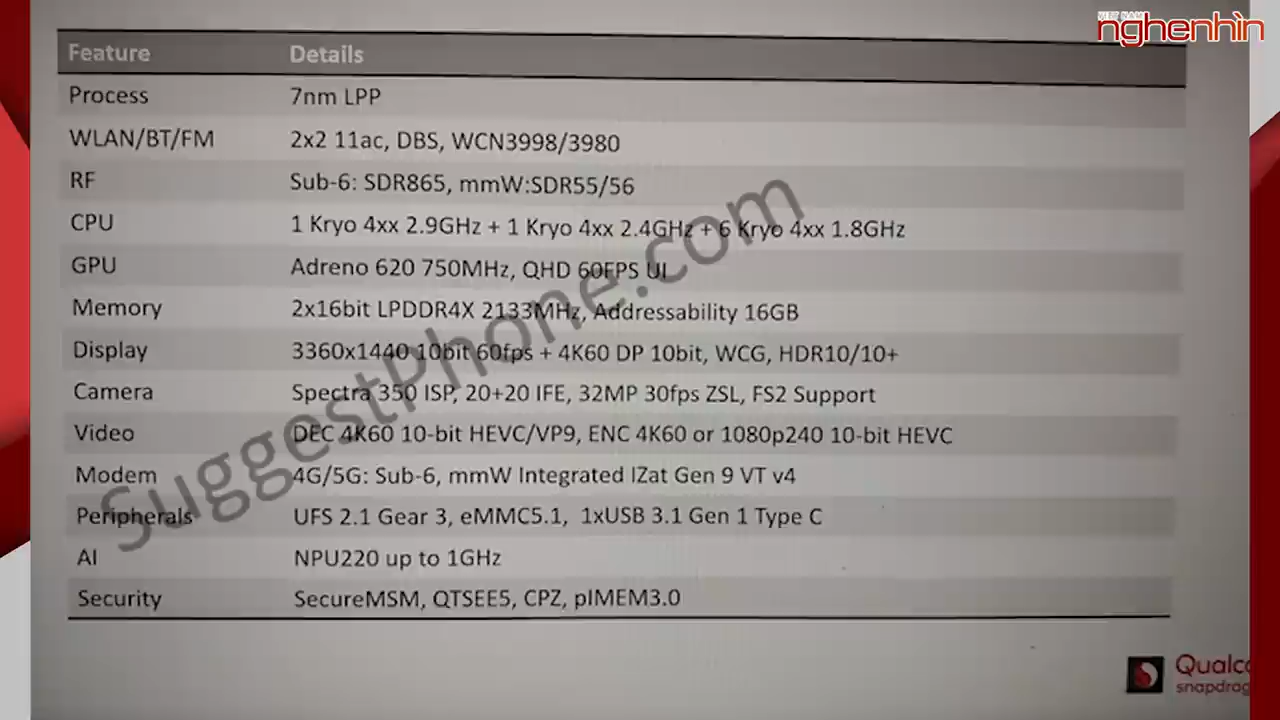 VIET NAM
nghenhìn
Feature Details
Process 7nm LPP
WLAN/BT/FM 2x2 11ac, DBS, WCN3998/3980
RF Sub-6: SDR865, mmW:SDR55/56
CPU 1 Kryo 4xx 2.9GHz + 1 Kryo 4xx 2.4GHz + 6 Kryo 4xx 1.8GHz
GPU Adreno 620 750MHz, QHD 60FPS UI
Memory 2x16bit LPDDR4X 2133MHz, Addressability 16GB
Display 3360x1440 10bit 60fps + 4K60 DP 10bit, WCG, HDR10/10+
Camera Spectra 350 ISP, 20+20 IFE, 32MP 30fps ZSL, FS2 Support
Video DEC 4K60 10-bit HEVC/VP9, ENC 4K60 or 1080p240 10-bit HEVC
Modem 4G/5G: Sub-6, mmW Integrated IZat Gen 9 VT v4
Peripherals UFS 2.1 Gear 3, eMMC5.1, 1xUSB 3.1 Gen 1 Type C
AI NPU220 up to 1GHz
Security SecureMSM, QTSEE5, CPZ, pIMEM3.0
SuggestPhone.com
Qualc
snapdrag